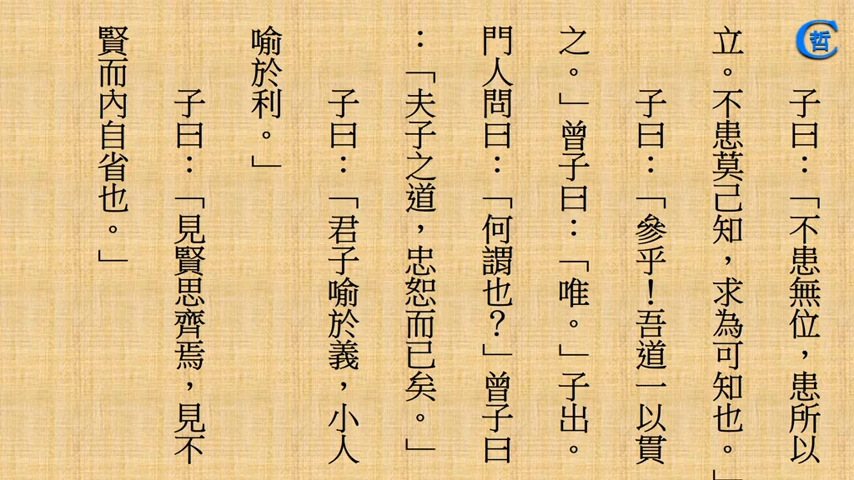 子曰：「不患無位，患所以
立。不患莫己知，求為可知也。」
子曰：「參乎！吾道一以貫
之。」曾子曰：「唯。」子出。
門人問曰：「何謂也？」曾子曰
：「夫子之道，忠恕而已矣。」
子曰：「君子喻於義，小人
喻於利。」
子曰：「見賢思齊焉，見不
賢而內自省也。」
C哲